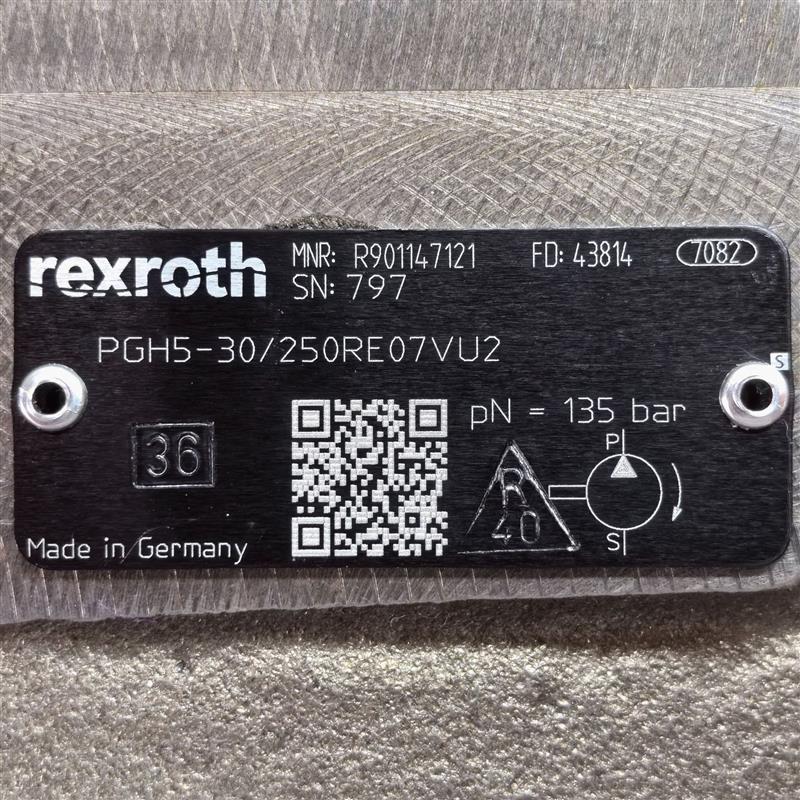 rexroth
MNR: R901147121 FD: 43814 7082
SN: 797
PGH5-30/250RE07VU2
S
pN = 135 bar
36
P
R
40
S
Made in Germany